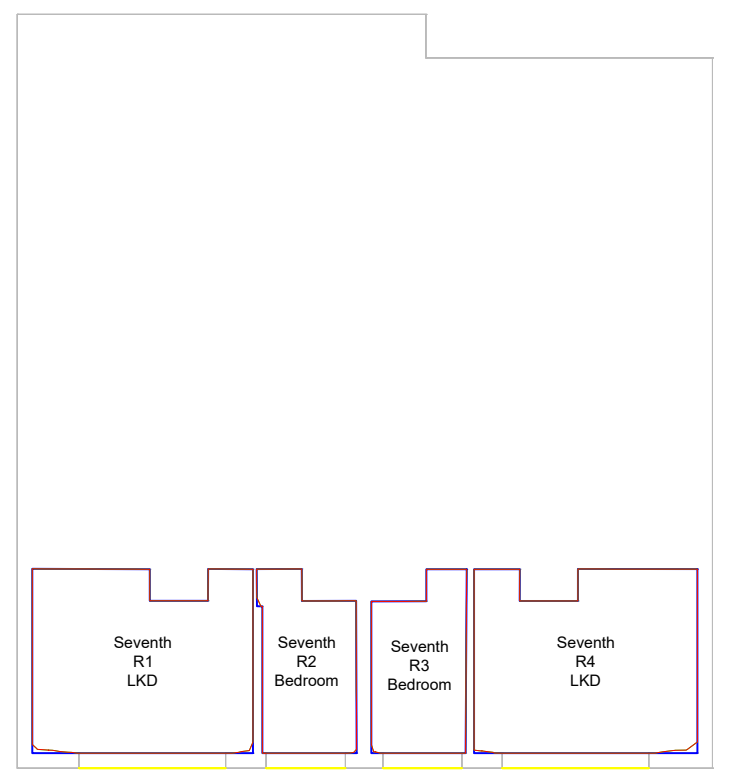 Seventh
R1
LKD
Seventh
R2
Bedroom
Seventh
R3
Bedroom
Seventh
R4
LKD